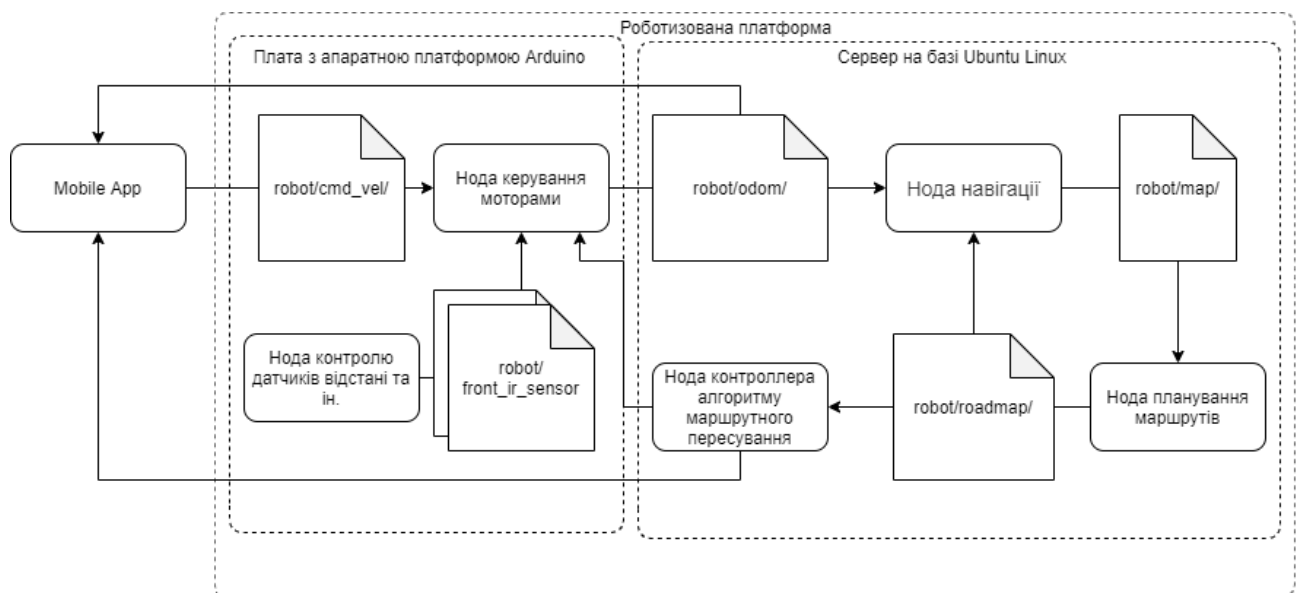 Роботизована платформа
Плата з апаратною платформою Arduino
Сервер на базі Ubuntu Linux
Mobile App
robot/cmd_vel/
Нода керування
моторами
robot/odom/
Нода навігації
robot/map/
Нода контролю
датчиків відстані та
ін.
robot/
front_ir_sensor
Нода контроллера
алгоритму
маршрутного
пересування
robot/roadmap/
Нода планування
маршрутів